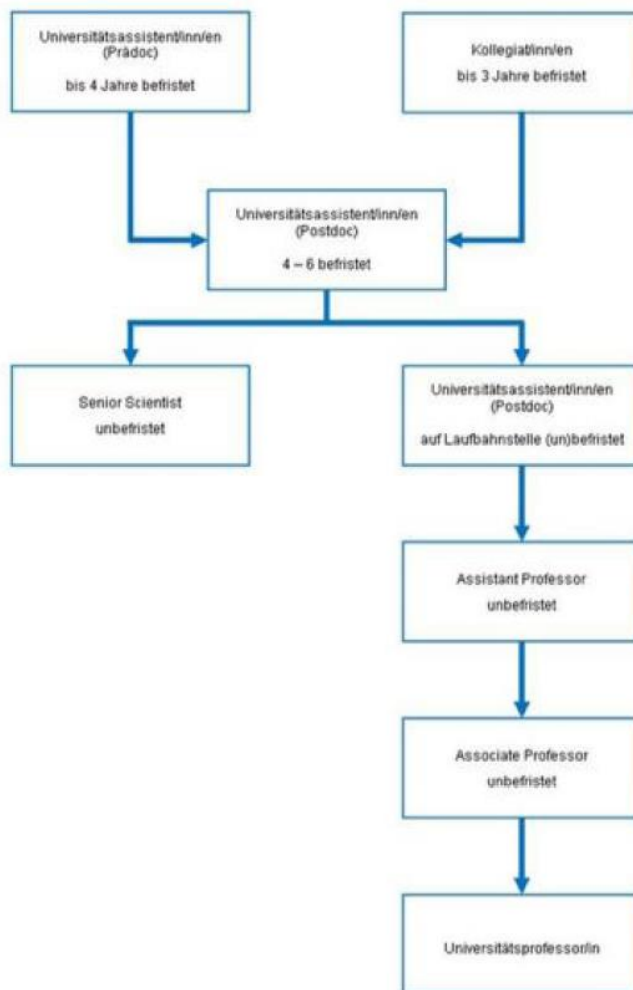 Universitätsassistent/inn/en
(Prädoc)
bis 4 Jahre befristet
Kollegiat/inn/en
bis 3 Jahre befristet
Universitätsassistent/inn/en
(Postdoc)
4 – 6 befristet
Senior Scientist
unbefristet
Universitätsassistent/inn/en
(Postdoc)
auf Laufbahnstelle (un)befristet
Assistant Professor
unbefristet
Associate Professor
unbefristet
Universitätsprofessor/in